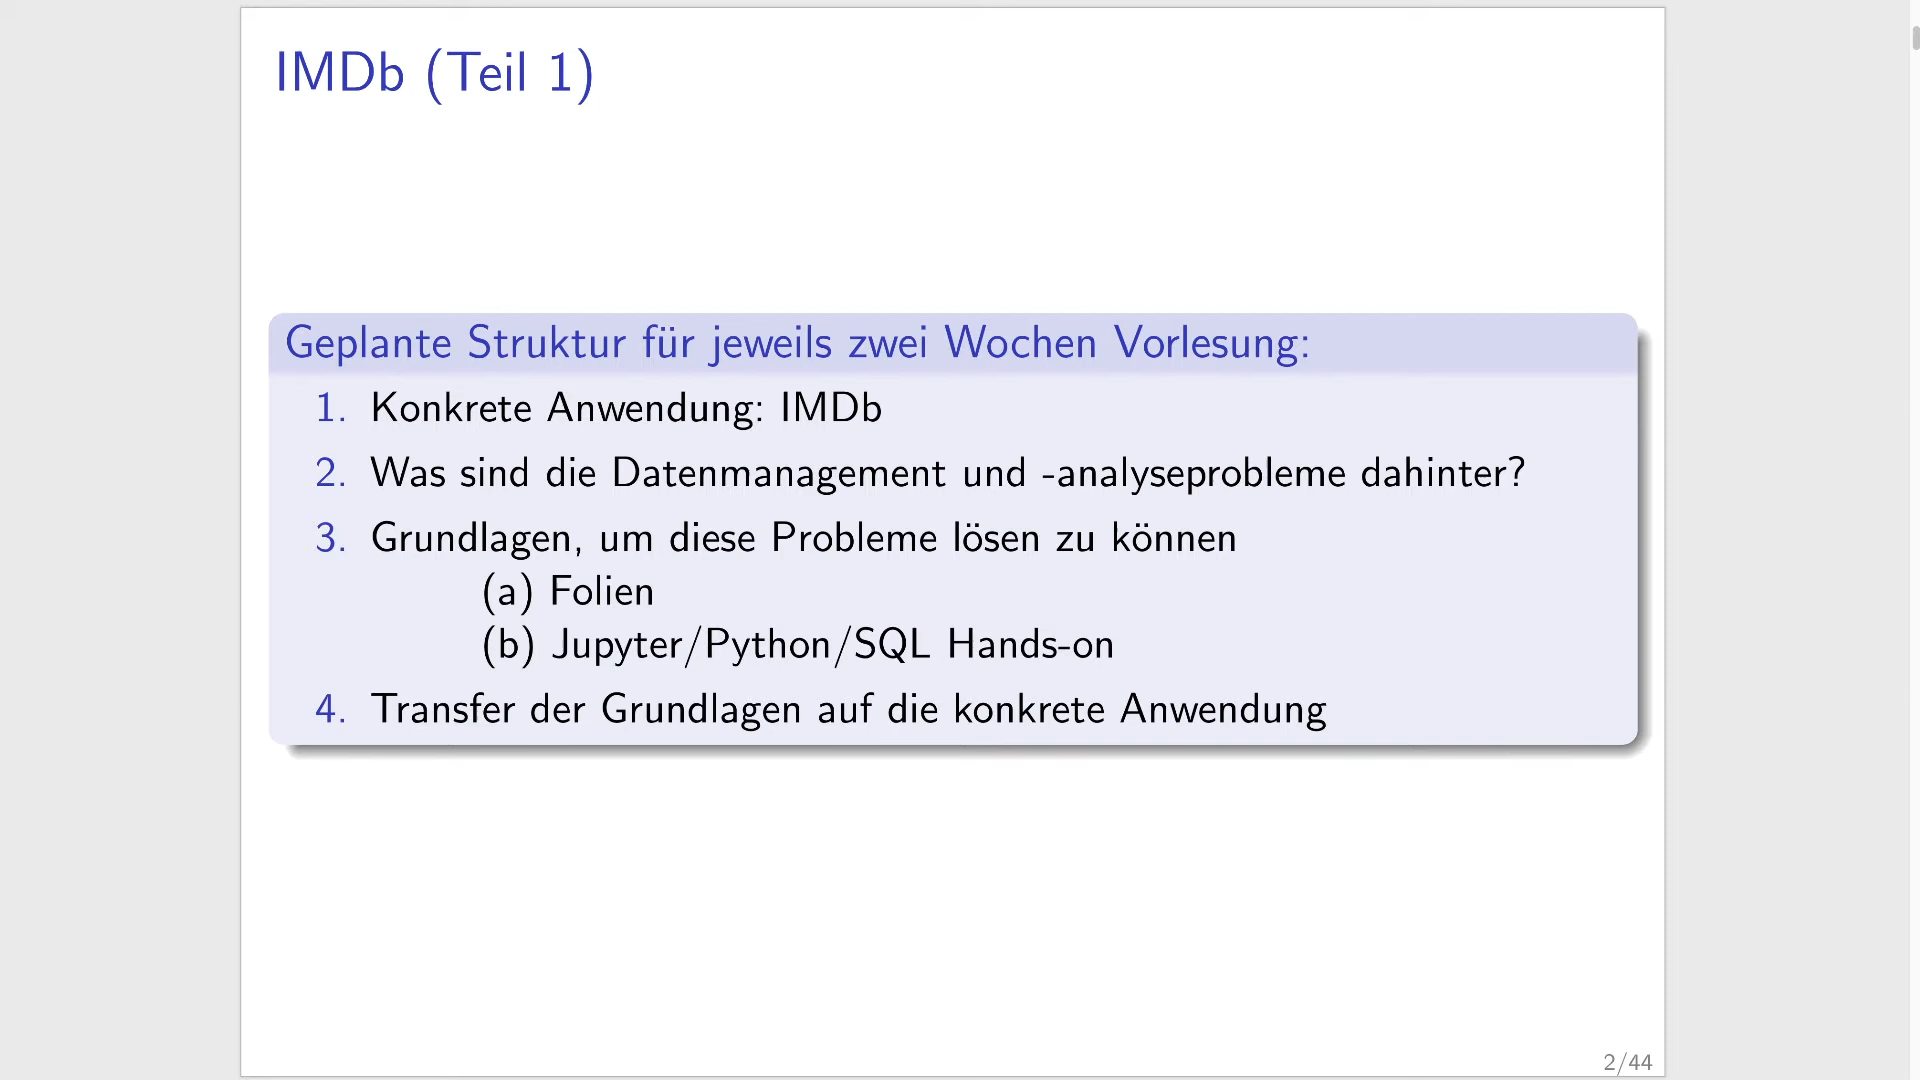 IMDb (Teil 1)
Geplante Struktur für jeweils zwei Wochen Vorlesung:
1. Konkrete Anwendung: IMDb
2. Was sind die Datenmanagement und -analyseprobleme dahinter?
3. Grundlagen, um diese Probleme lösen zu können
(a) Folien
(b) Jupyter/Python/SQL Hands-on
4. Transfer der Grundlagen auf die konkrete Anwendung
2/44